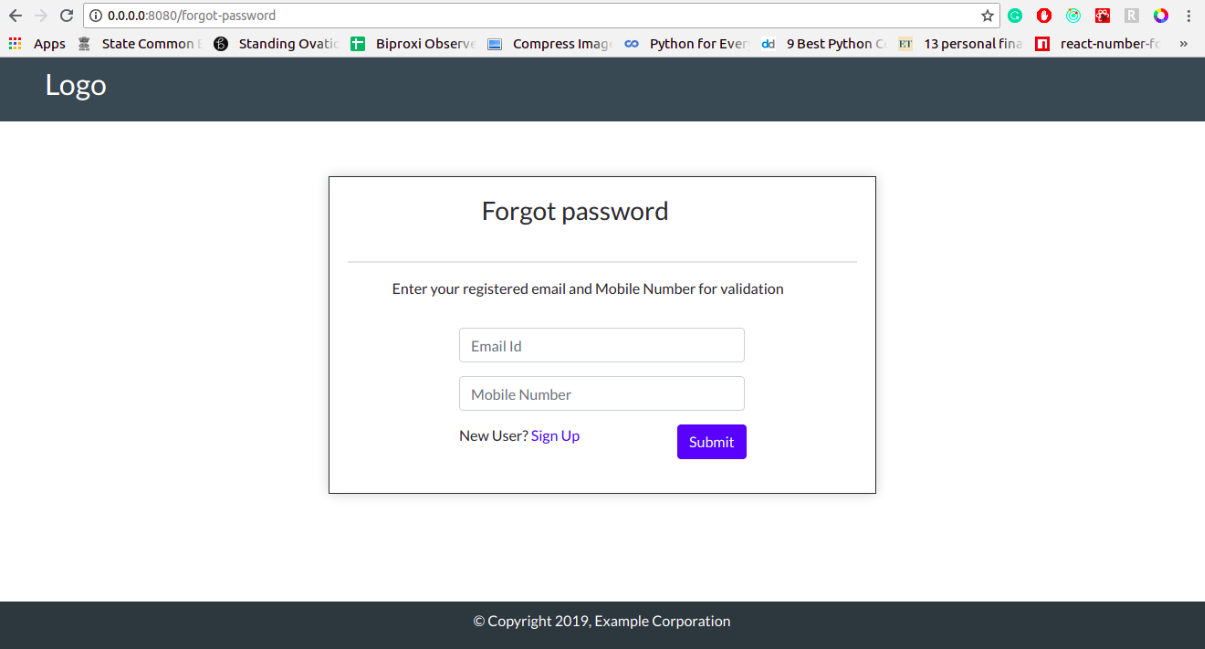 0.0.0.0:8080/forgot-password
Apps State Common Standing Ovatic Biproxi Observe Compress Imag Python for Ever 9 Best Python C ET 13 personal fina react-number-fo »
Logo
Forgot password
Enter your registered email and Mobile Number for validation
Email Id
Mobile Number
New User? Sign Up
Submit
© Copyright 2019, Example Corporation